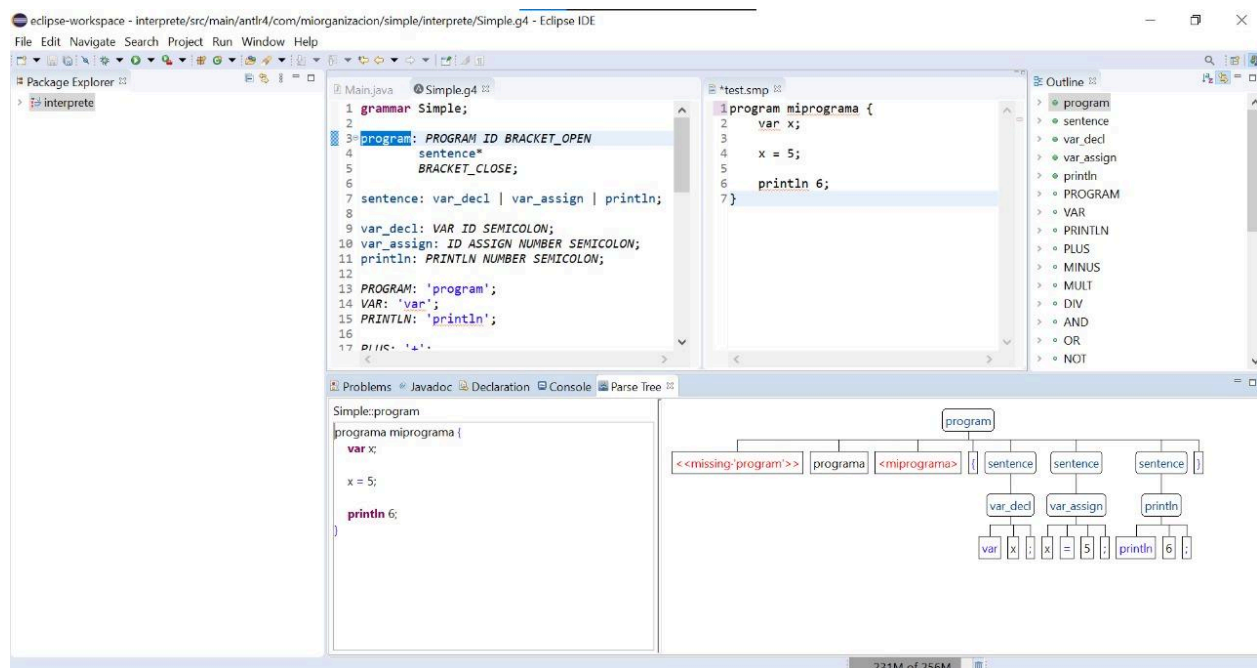 eclipse-workspace - interprete/src/main/antlr4/com/miorganizacion/simple/interprete/Simple.g4 - Eclipse IDE
File Edit Navigate Search Project Run Window Help
Package Explorer
interprete
Main.java Simple.g4
1 grammar Simple;
2
3 program: PROGRAM ID BRACKET_OPEN
4 sentence*
5 BRACKET_CLOSE;
6
7 sentence: var_decl | var_assign | println;
8
9 var_decl: VAR ID SEMICOLON;
10 var_assign: ID ASSIGN NUMBER SEMICOLON;
11 println: PRINTLN NUMBER SEMICOLON;
12
13 PROGRAM: 'program';
14 VAR: 'var';
15 PRINTLN: 'println';
16
17 PLUS: '+';
*test.smp
1 program miprograma {
2 var x;
3
4 x = 5;
5
6 println 6;
7 }
Outline
program
sentence
var_decl
var_assign
println
PROGRAM
VAR
PRINTLN
PLUS
MINUS
MULT
DIV
AND
OR
NOT
Problems @ Javadoc Declaration Console Parse Tree
Simple::program
programa miprograma {
var x;
x = 5;
println 6;
}
program
<<missing-'program'>> programa <miprograma> { sentence sentence sentence }
var_decl var_assign println
var x ; x = 5 ; println 6 ;
231M of 256M